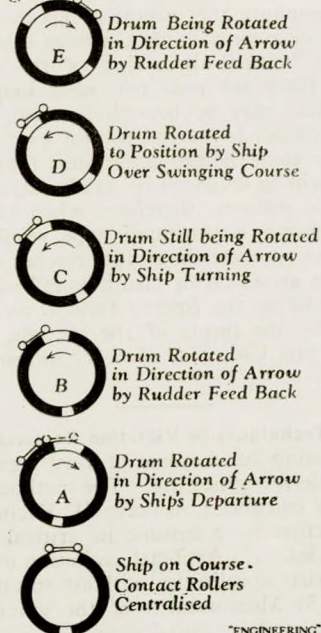 E
Drum Being Rotated
in Direction of Arrow
by Rudder Feed Back
D
Drum Rotated
to Position by Ship
Over Swinging Course
C
Drum Still being Rotated
in Direction of Arrow
by Ship Turning
B
Drum Rotated
in Direction of Arrow
by Rudder Feed Back
A
Drum Rotated
in Direction of Arrow
by Ship's Departure
Ship on Course.
Contact Rollers
Centralised
"ENGINEERING"